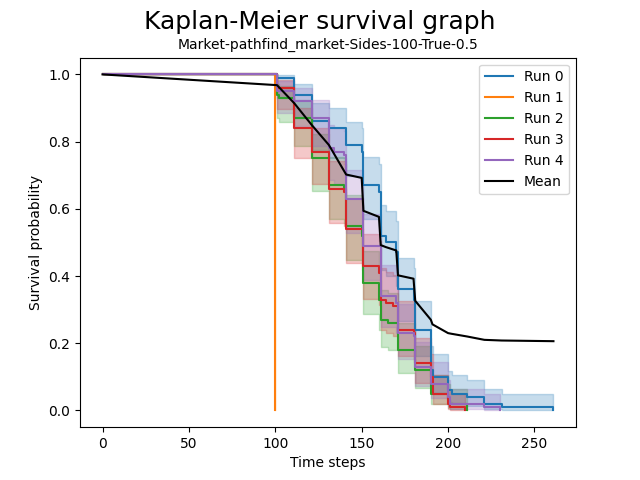 Kaplan-Meier survival graph
Market-pathfind_market-Sides-100-True-0.5
1.0
0.8
0.6
0.4
0.2
0.0
Survival probability
Run 0
Run 1
Run 2
Run 3
Run 4
Mean
0 50 100 150 200 250
Time steps